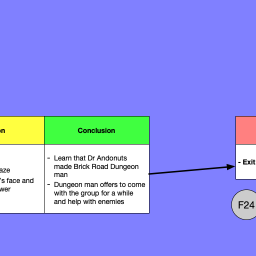 on
Conclusion
- Learn that Dr Andonuts
made Brick Road Dungeon
man
- Dungeon man offers to come
with the group for a while
and help with enemies
aze
's face and
wer
- Exit
F24